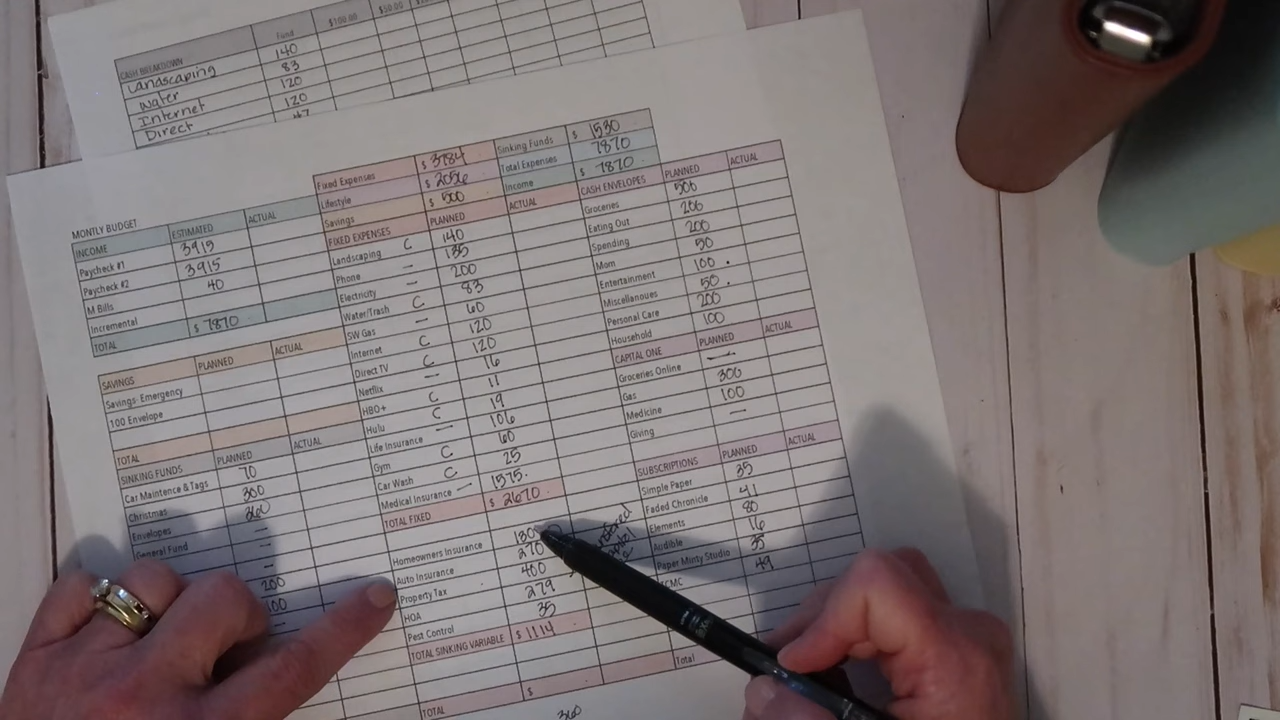 CASH BREAKDOWN Fund $100.00 $50.00
Landscaping 140
Water 83
Internet 120
Direct 120
47
MONTLY BUDGET
INCOME ESTIMATED ACTUAL
Paycheck #1 3915
Paycheck #2 3915
M Bills 40
Incremental
TOTAL $ 7870
SAVINGS PLANNED ACTUAL
Savings- Emergency
100 Envelope
TOTAL
SINKING FUNDS PLANNED ACTUAL
Car Maintence & Tags 70
Christmas 300
Envelopes 360
General Fund —
—
200
100
—
Fixed Expenses $ 3784
Lifestyle $ 2056
Savings $ 500
Sinking Funds $ 1530
Total Expenses 7870
Income $ 7870
FIXED EXPENSES PLANNED ACTUAL
Landscaping C 140
Phone — 135
Electricity — 200
Water/Trash C 83
SW Gas — 60
Internet C 120
Direct TV C 120
Netflix — 16
HBO+ C 11
Hulu C 19
Life Insurance — 106
Gym C 60
Car Wash C 25
Medical Insurance — 1575.
TOTAL FIXED $ 2670
Homeowners Insurance 130
Auto Insurance 270
Property Tax 400
HOA 279
Pest Control 35
TOTAL SINKING VARIABLE $ 1114
TOTAL $
360
CASH ENVELOPES PLANNED ACTUAL
Groceries 500
Eating Out 200
Spending 200
Mom 50
Entertainment 100
Miscellanoues 50
Personal Care 200
Household 100
CAPITAL ONE PLANNED ACTUAL
Groceries Online —
Gas 300
Medicine 100
Giving —
SUBSCRIPTIONS PLANNED ACTUAL
Simple Paper 35
Faded Chronicle 41
Elements 80
Audible 16
Paper Minty Studio 35
CMC 49
Total